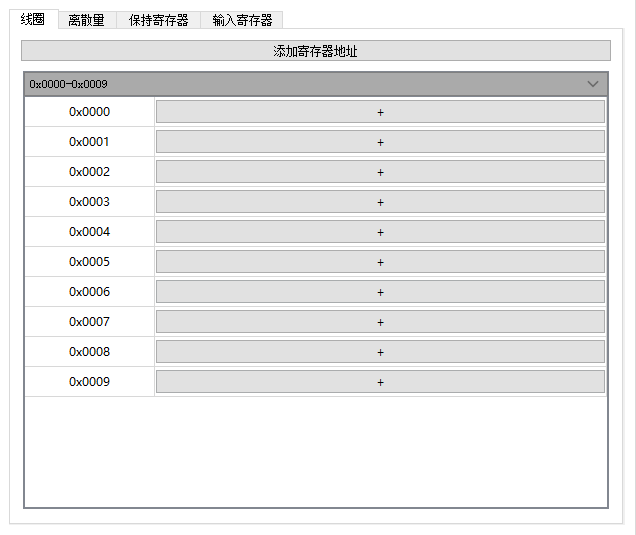 线圈 离散量 保持寄存器 输入寄存器
添加寄存器地址
0x0000-0x0009
0x0000 +
0x0001 +
0x0002 +
0x0003 +
0x0004 +
0x0005 +
0x0006 +
0x0007 +
0x0008 +
0x0009 +